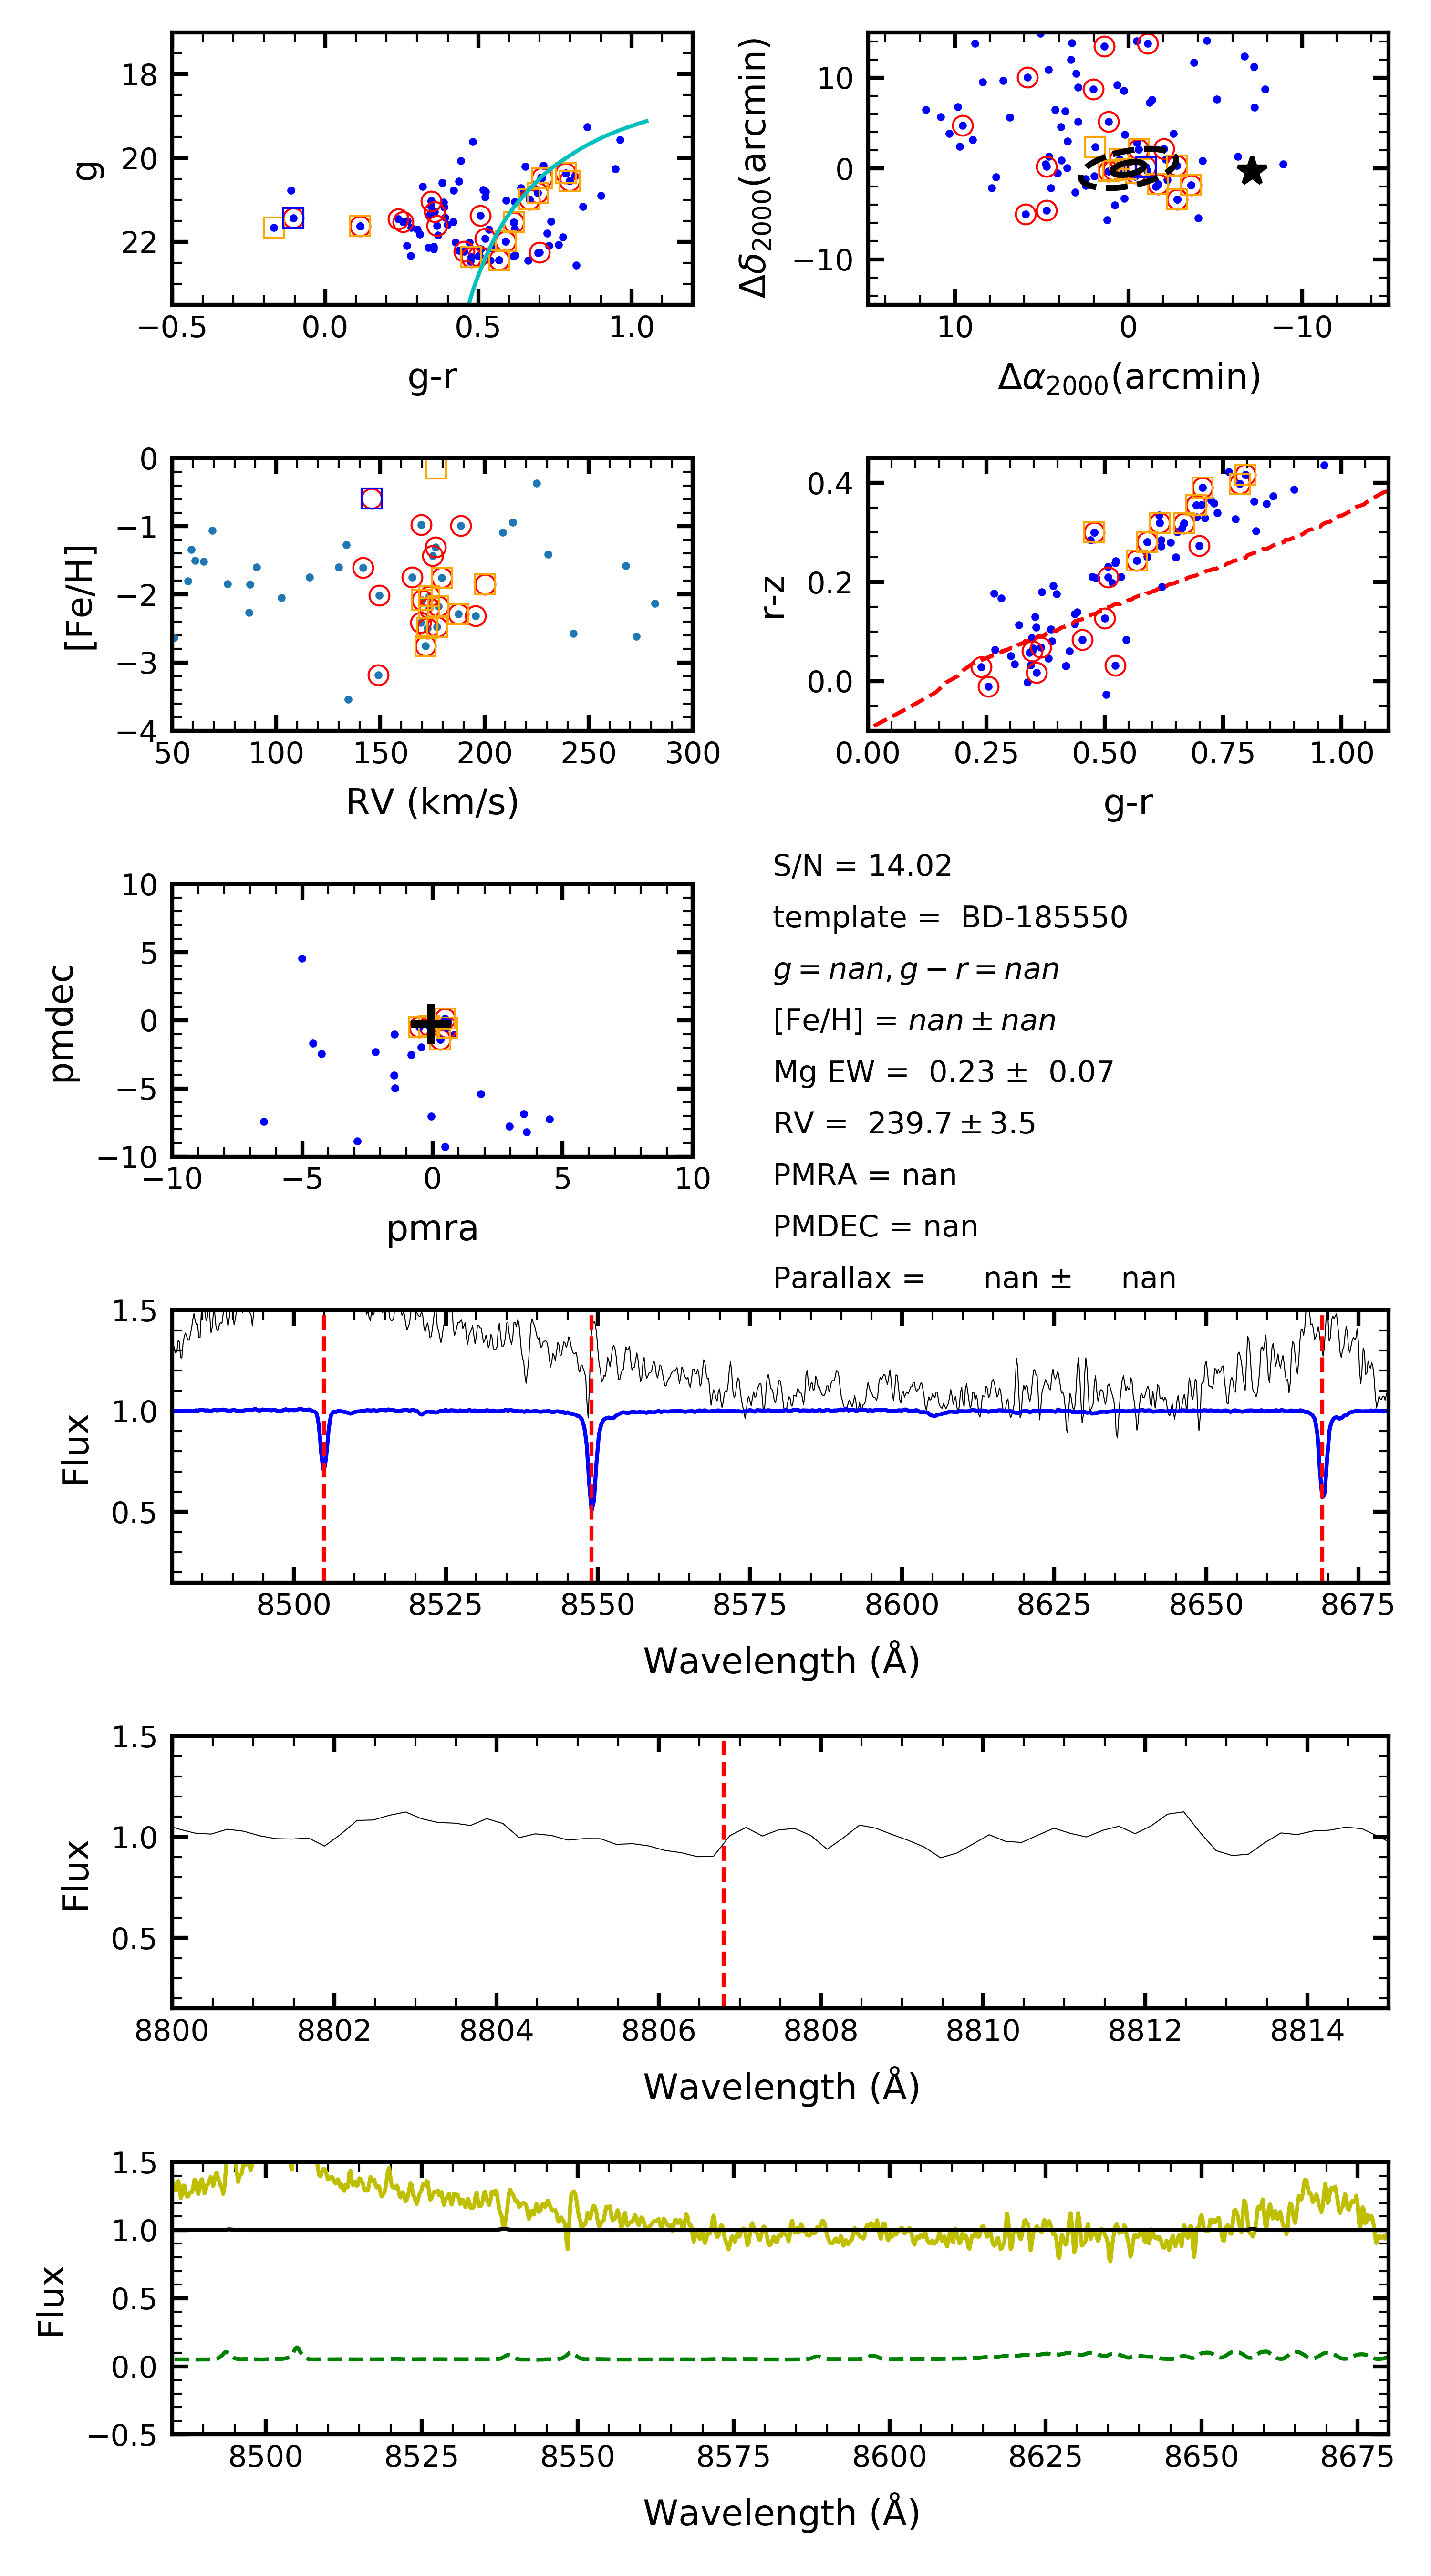 18
20
22
g
−0.5 0.0 0.5 1.0
g-r
10
0
−10
Δδ2000(arcmin)
10 0 −10
Δα2000(arcmin)
0
−1
−2
−3
−4
[Fe/H]
50 100 150 200 250 300
RV (km/s)
0.4
0.2
0.0
r-z
0.00 0.25 0.50 0.75 1.00
g-r
10
5
0
−5
−10
pmdec
−10 −5 0 5 10
pmra
S/N = 14.02
template = BD-185550
g = nan, g − r = nan
[Fe/H] = nan ± nan
Mg EW = 0.23 ± 0.07
RV = 239.7 ± 3.5
PMRA = nan
PMDEC = nan
Parallax = nan ± nan
1.5
1.0
0.5
Flux
8500 8525 8550 8575 8600 8625 8650 8675
Wavelength (Å)
1.5
1.0
0.5
Flux
8800 8802 8804 8806 8808 8810 8812 8814
Wavelength (Å)
1.5
1.0
0.5
0.0
−0.5
Flux
8500 8525 8550 8575 8600 8625 8650 8675
Wavelength (Å)